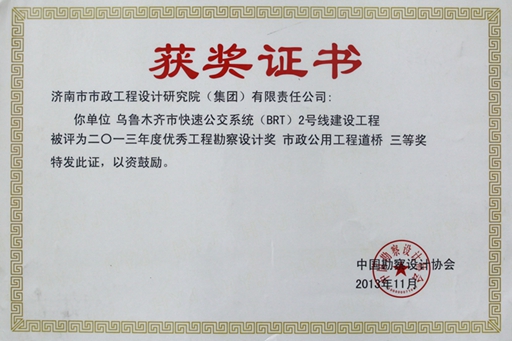 获奖证书
济南市市政工程设计研究院（集团）有限责任公司：
你单位 乌鲁木齐市快速公交系统（BRT）2号线建设工程
被评为二〇一三年度优秀工程勘察设计奖 市政公用工程道桥 三等奖
特发此证，以资鼓励。
中国勘察设计协会
2013年11月